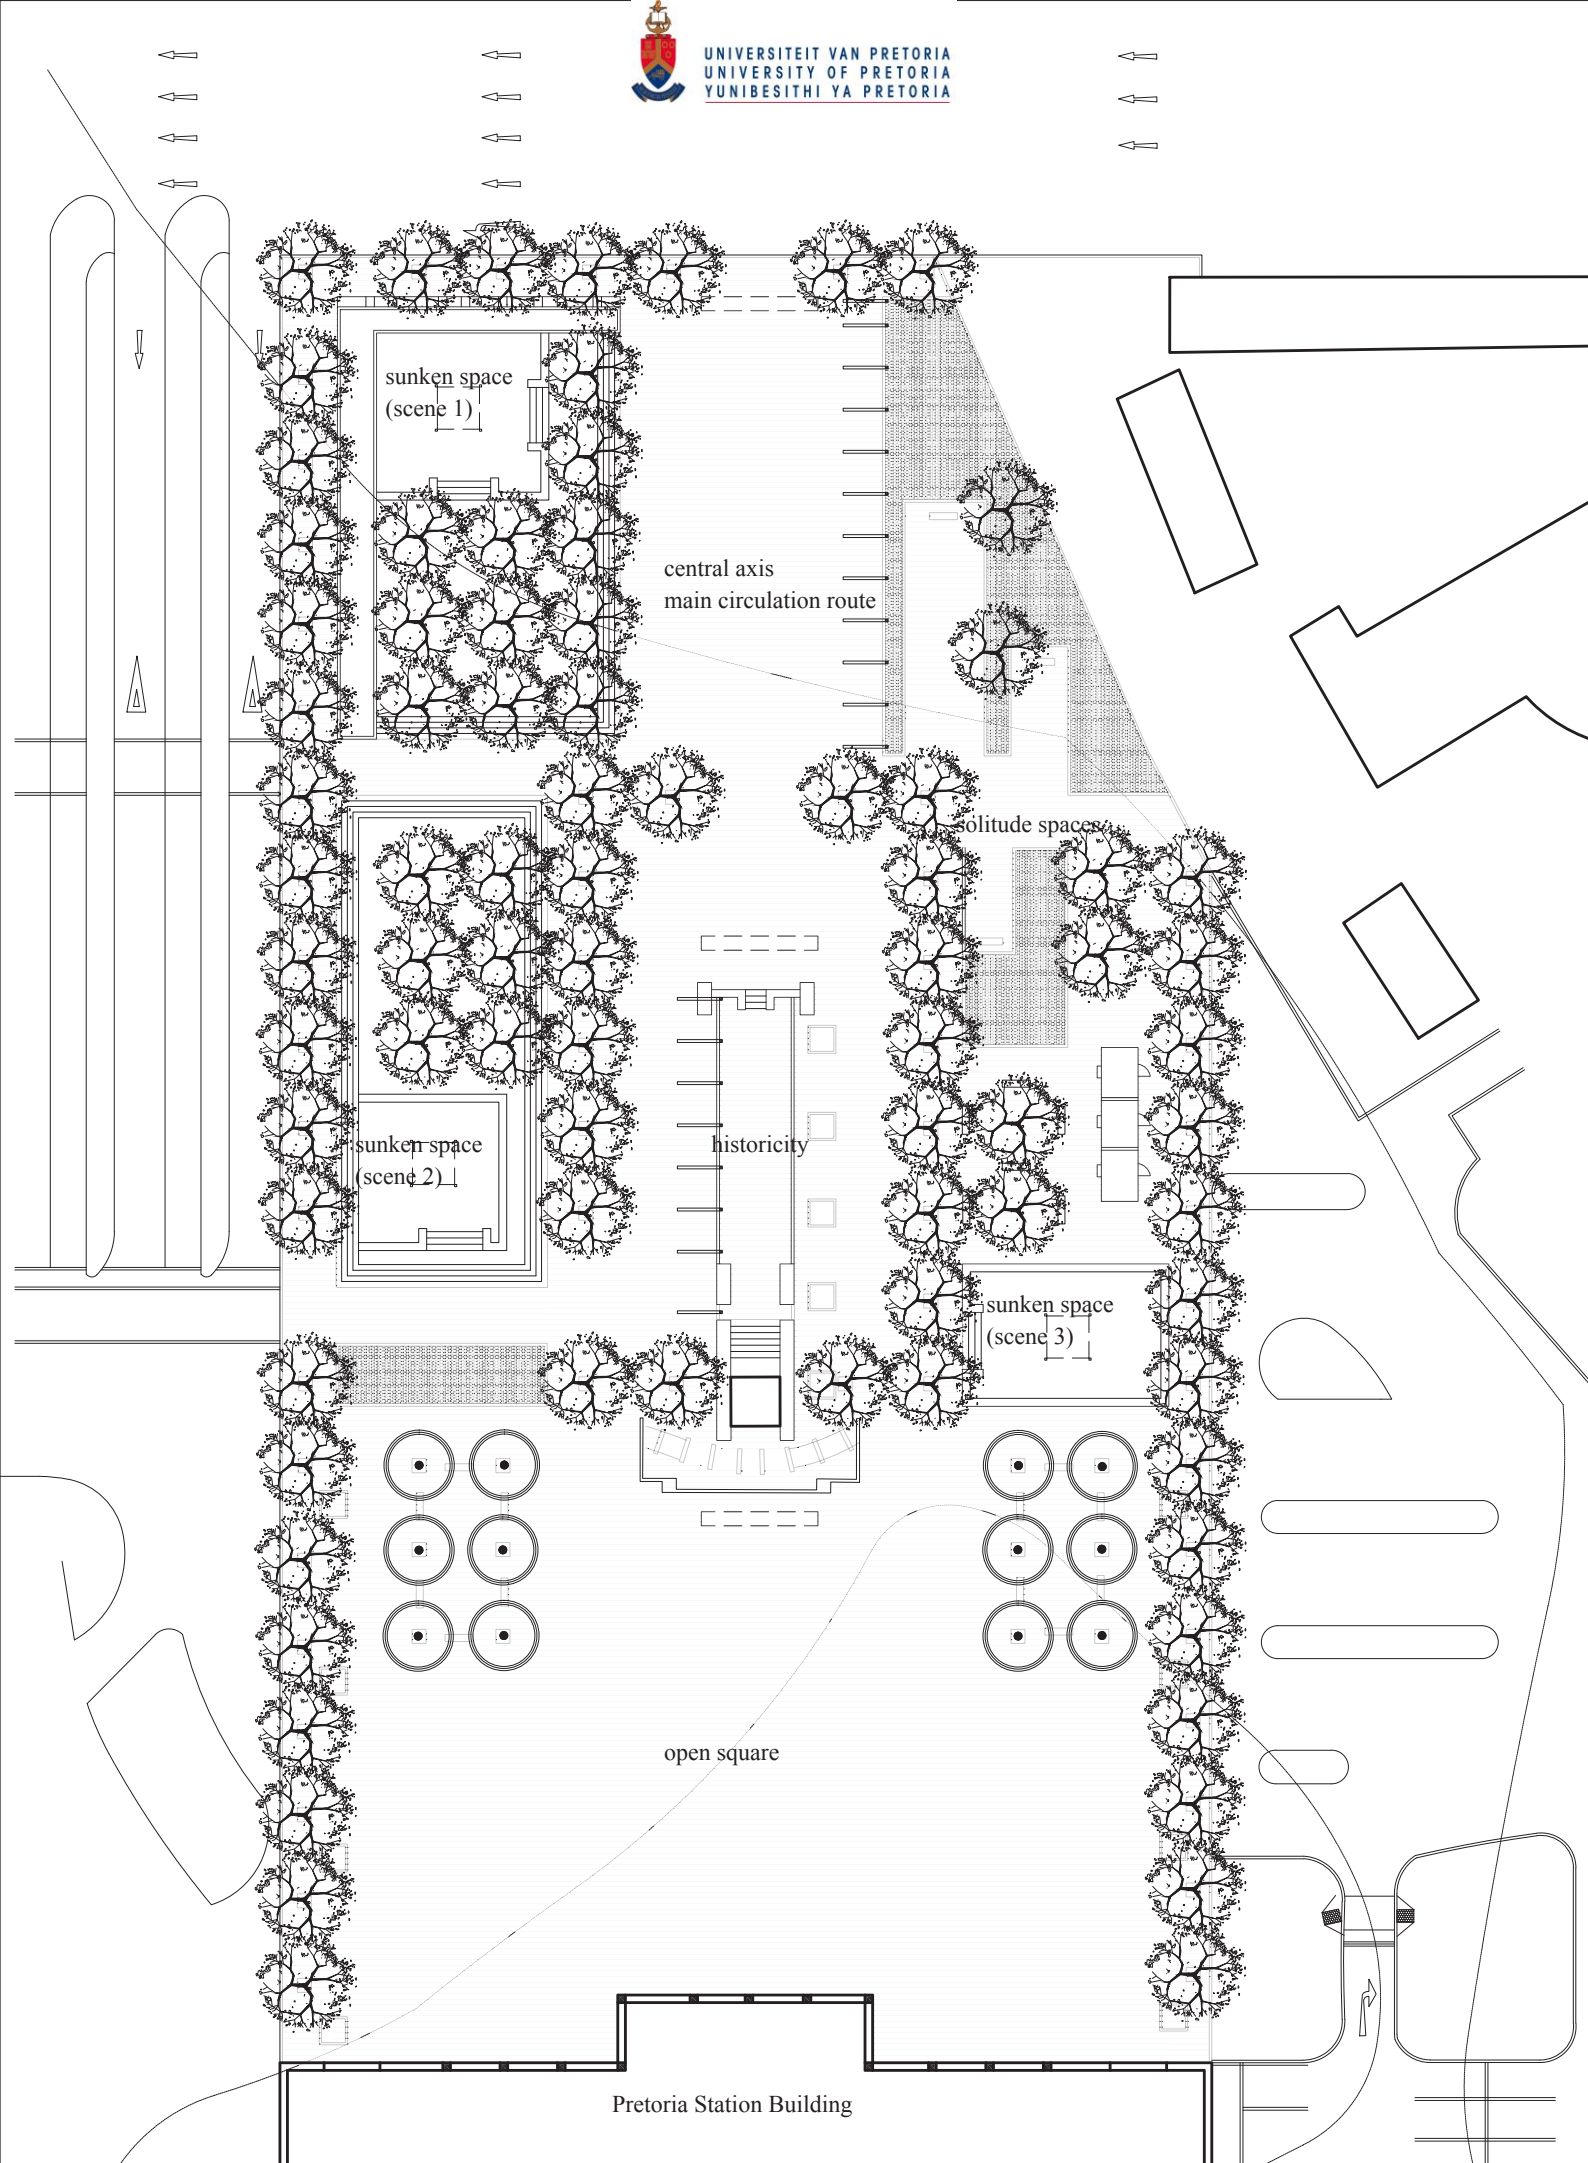 UNIVERSITEIT VAN PRETORIA
UNIVERSITY OF PRETORIA
YUNIBESITHI YA PRETORIA
sunken space
(scene 1)
central axis
main circulation route
solitude spaces
historicity
sunken space
(scene 2)
sunken space
(scene 3)
open square
Pretoria Station Building